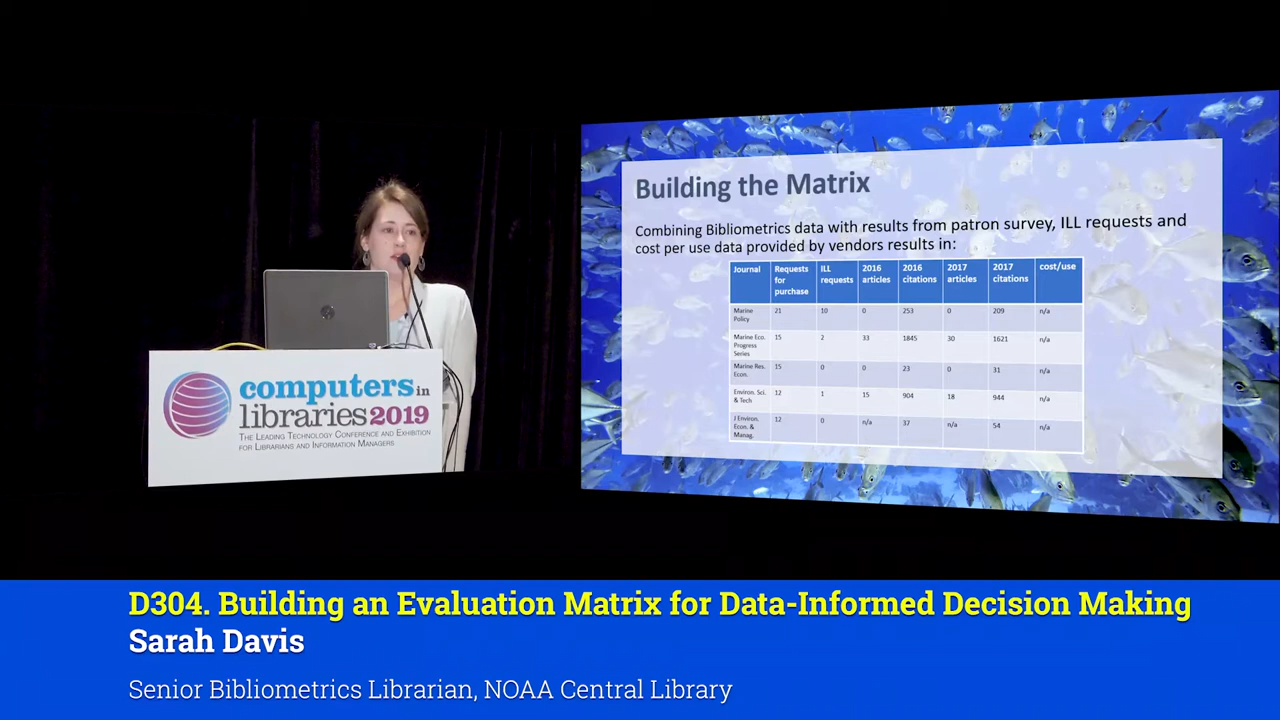 Building the Matrix
Combining Bibliometrics data with results from patron survey, ILL requests and
cost per use data provided by vendors results in:
Journal Requests for purchase ILL requests 2016 articles 2016 citations 2017 articles 2017 citations cost/use
Marine Policy 21 10 0 253 0 209 n/a
Marine Eco. Progress Series 15 2 33 1845 30 1621 n/a
Marine Res. Econ. 15 0 0 23 0 31 n/a
Environ. Sci. & Tech 12 1 15 904 18 944 n/a
J Environ. Econ. & Manag. 12 0 n/a 37 n/a 54 n/a
computers in
libraries 2019
THE LEADING TECHNOLOGY CONFERENCE AND EXHIBITION
FOR LIBRARIANS AND INFORMATION MANAGERS
D304. Building an Evaluation Matrix for Data-Informed Decision Making
Sarah Davis
Senior Bibliometrics Librarian, NOAA Central Library